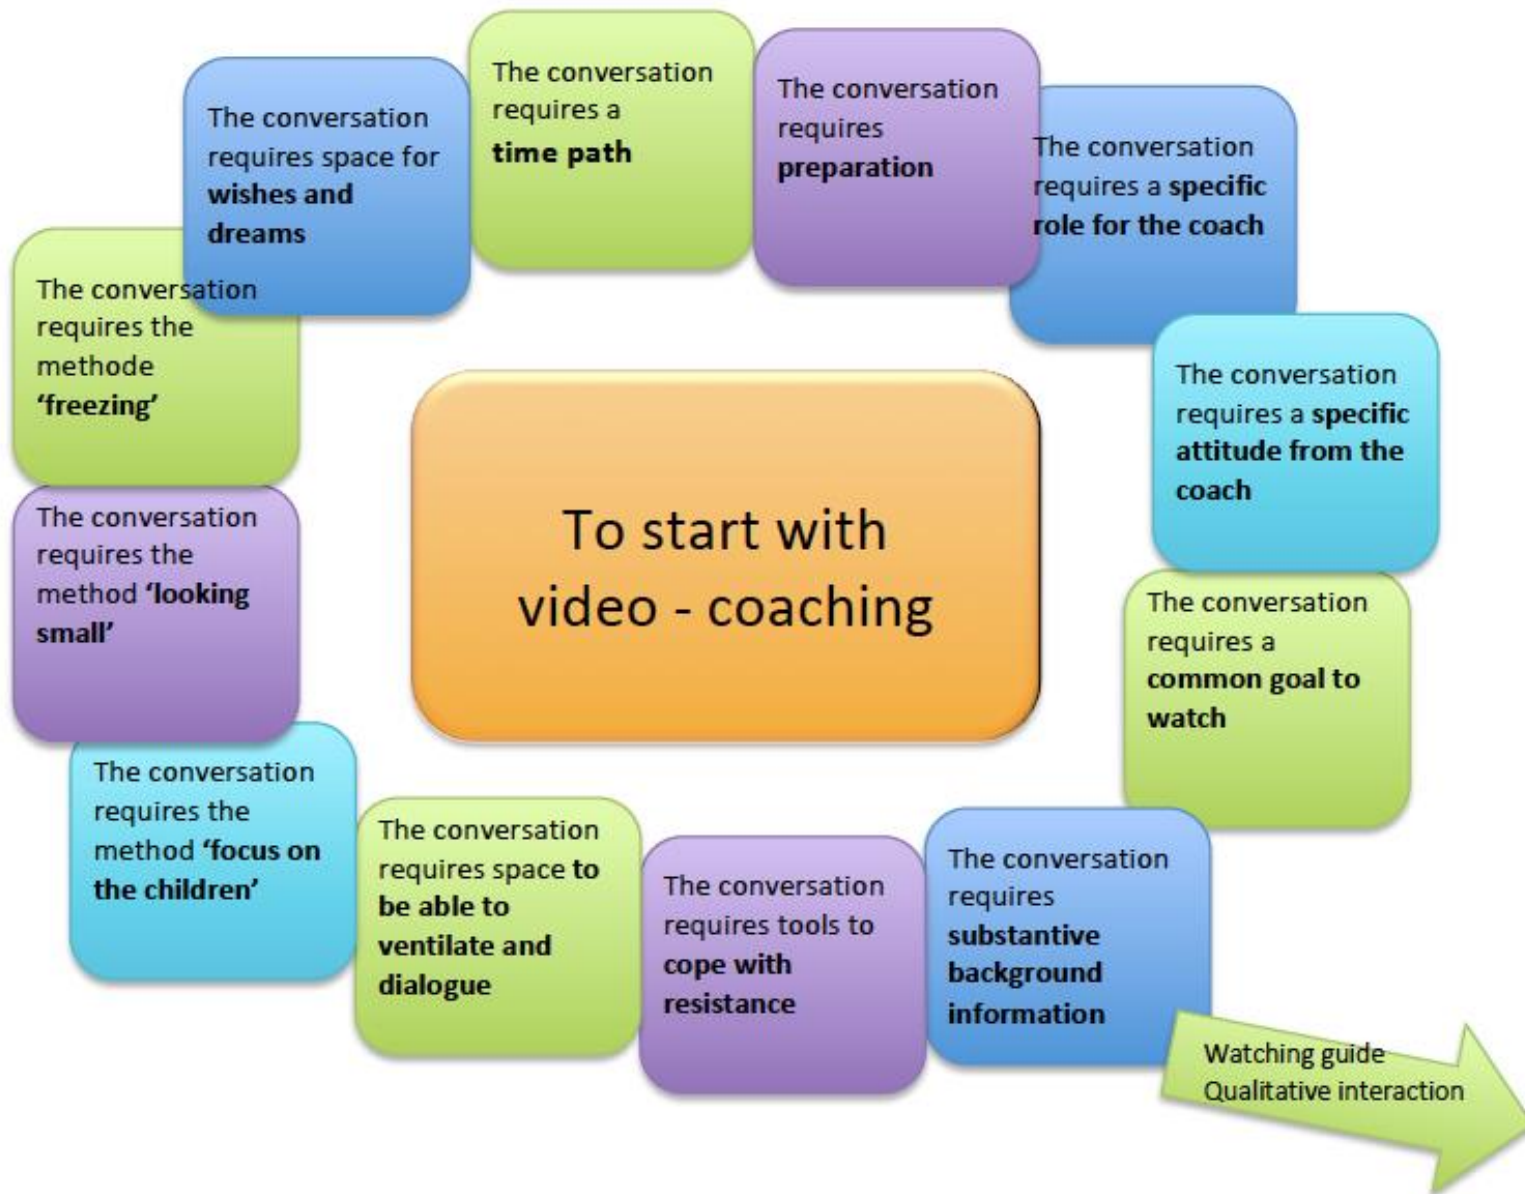 The conversation
requires a
time path
The conversation
requires
preparation
The conversation
requires a specific
role for the coach
The conversation
requires a specific
attitude from the
coach
The conversation
requires a
common goal to
watch
The conversation
requires
substantive
background
information
Watching guide
Qualitative interaction
The conversation
requires tools to
cope with
resistance
The conversation
requires space to
be able to
ventilate and
dialogue
The conversation
requires the
method ‘focus on
the children’
The conversation
requires the
method ‘looking
small’
The conversation
requires the
methode
‘freezing’
The conversation
requires space for
wishes and
dreams
To start with
video - coaching